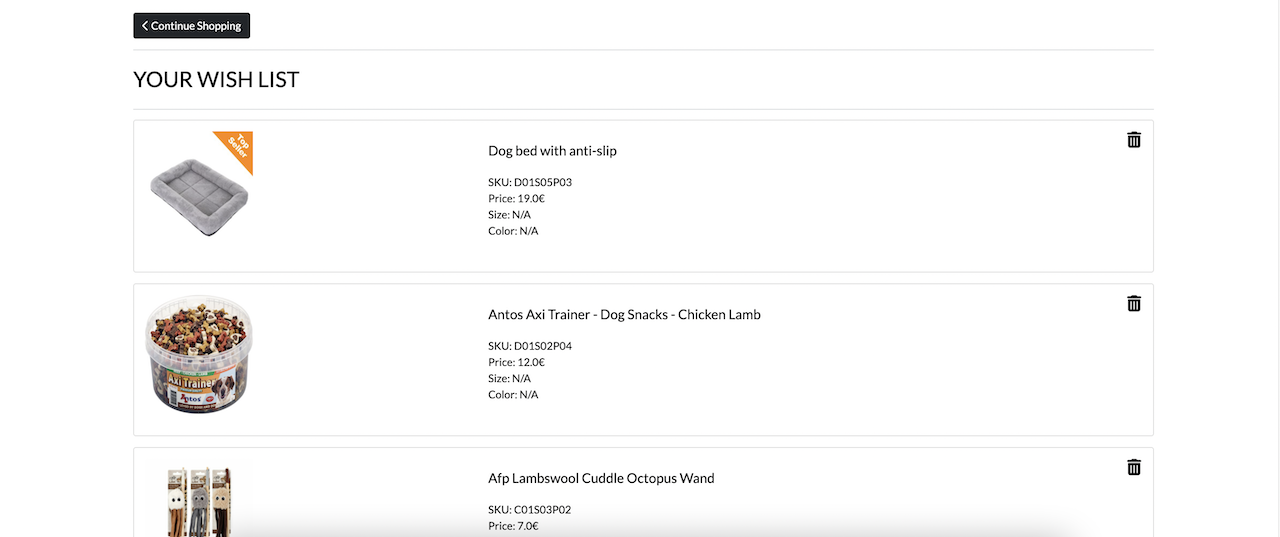 Continue Shopping
YOUR WISH LIST
Top
Seller
Dog bed with anti-slip
SKU: D01S05P03
Price: 19.0€
Size: N/A
Color: N/A
Axi Trainer
Antos
Antos Axi Trainer - Dog Snacks - Chicken Lamb
SKU: D01S02P04
Price: 12.0€
Size: N/A
Color: N/A
Afp Lambswool Cuddle Octopus Wand
SKU: C01S03P02
Price: 7.0€